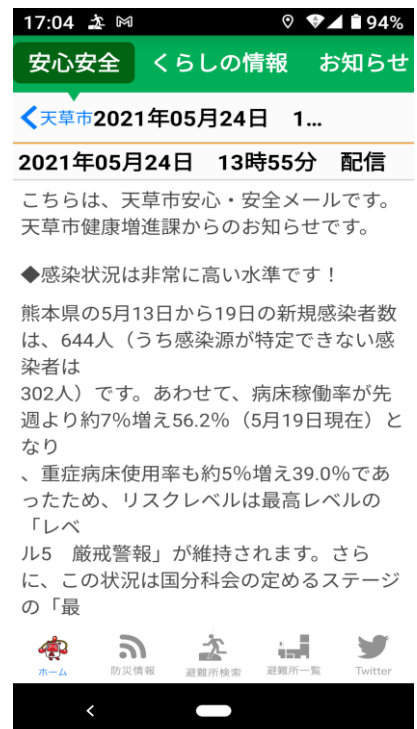 17:04 94%
安心安全 くらしの情報 お知らせ
天草市2021年05月24日 1...
2021年05月24日 13時55分 配信
こちらは、天草市安心・安全メールです。
天草市健康増進課からのお知らせです。
◆感染状況は非常に高い水準です！
熊本県の5月13日から19日の新規感染者数
は、644人（うち感染源が特定できない感
染者は
302人）です。あわせて、病床稼働率が先
週より約7％増え56.2％（5月19日現在）と
なり
、重症病床使用率も約5％増え39.0％であ
ったため、リスクレベルは最高レベルの
「レベ
ル5 厳戒警報」が維持されます。さら
に、この状況は国分科会の定めるステージ
の「最
ホーム 防災情報 避難所検索 避難所一覧 Twitter